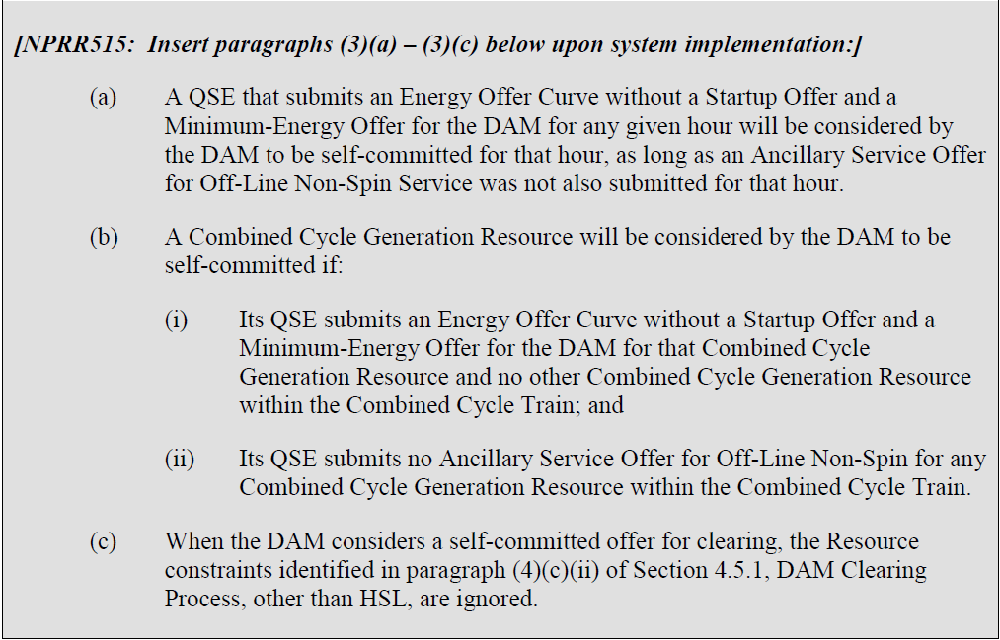 [NPRR515:  Insert paragraphs (3)(a) – (3)(c) below upon system implementation:]
(a) A QSE that submits an Energy Offer Curve without a Startup Offer and a
Minimum-Energy Offer for the DAM for any given hour will be considered by
the DAM to be self-committed for that hour, as long as an Ancillary Service Offer
for Off-Line Non-Spin Service was not also submitted for that hour.
(b) A Combined Cycle Generation Resource will be considered by the DAM to be
self-committed if:
(i) Its QSE submits an Energy Offer Curve without a Startup Offer and a
Minimum-Energy Offer for the DAM for that Combined Cycle
Generation Resource and no other Combined Cycle Generation Resource
within the Combined Cycle Train; and
(ii) Its QSE submits no Ancillary Service Offer for Off-Line Non-Spin for any
Combined Cycle Generation Resource within the Combined Cycle Train.
(c) When the DAM considers a self-committed offer for clearing, the Resource
constraints identified in paragraph (4)(c)(ii) of Section 4.5.1, DAM Clearing
Process, other than HSL, are ignored.